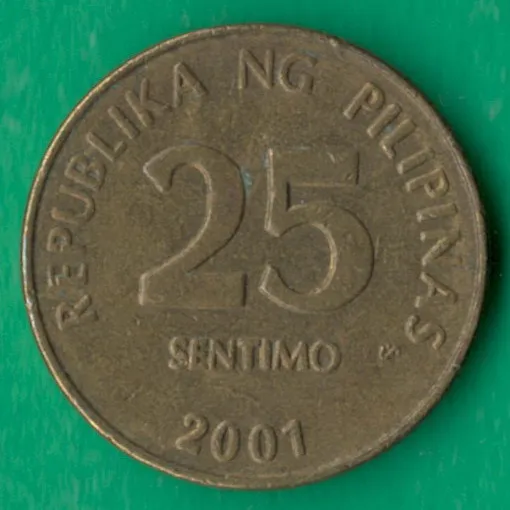 REPUBLIKA NG PILIPINAS
25
SENTIMO
2001